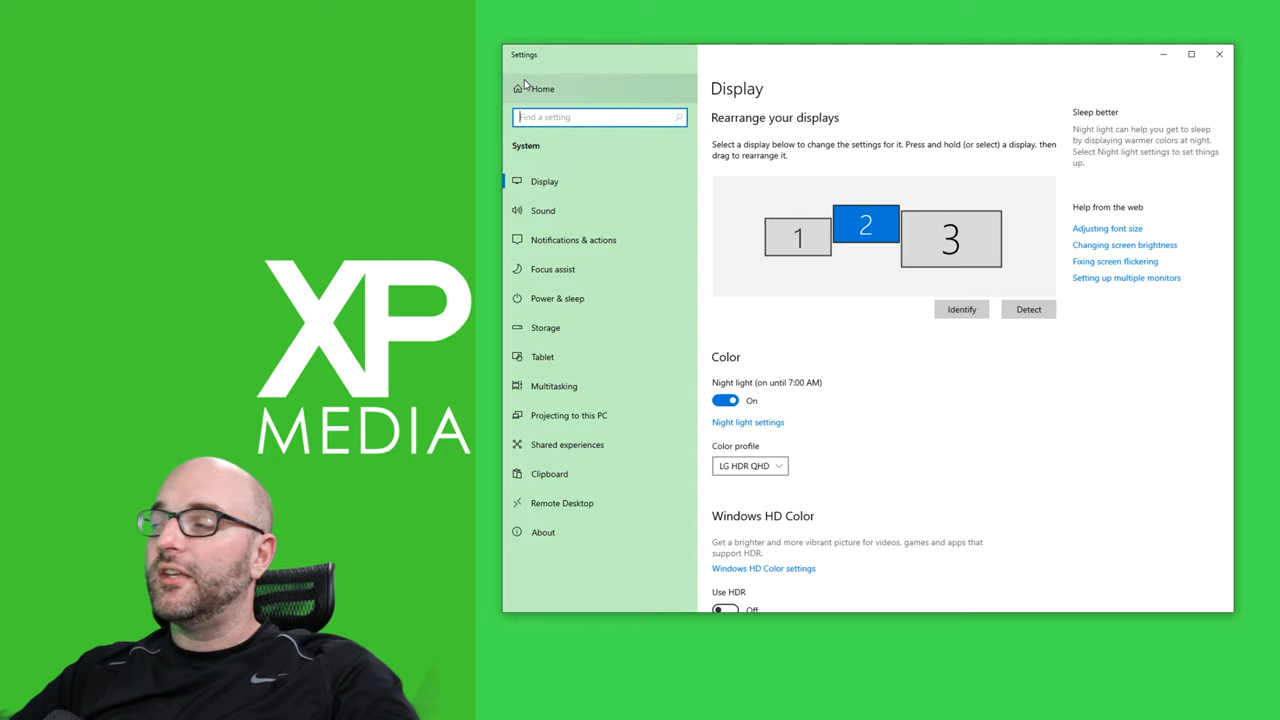 XP
MEDIA
Settings
Home
Find a setting
System
Display
Sound
Notifications & actions
Focus assist
Power & sleep
Storage
Tablet
Multitasking
Projecting to this PC
Shared experiences
Clipboard
Remote Desktop
About
Display
Rearrange your displays
Select a display below to change the settings for it. Press and hold (or select) a display, then
drag to rearrange it.
1
2
3
Identify
Detect
Color
Night light (on until 7:00 AM)
On
Night light settings
Color profile
LG HDR QHD
Windows HD Color
Get a brighter and more vibrant picture for videos, games and apps that
support HDR.
Windows HD Color settings
Use HDR
Off
Sleep better
Night light can help you get to sleep
by displaying warmer colors at night.
Select Night light settings to set things
up.
Help from the web
Adjusting font size
Changing screen brightness
Fixing screen flickering
Setting up multiple monitors